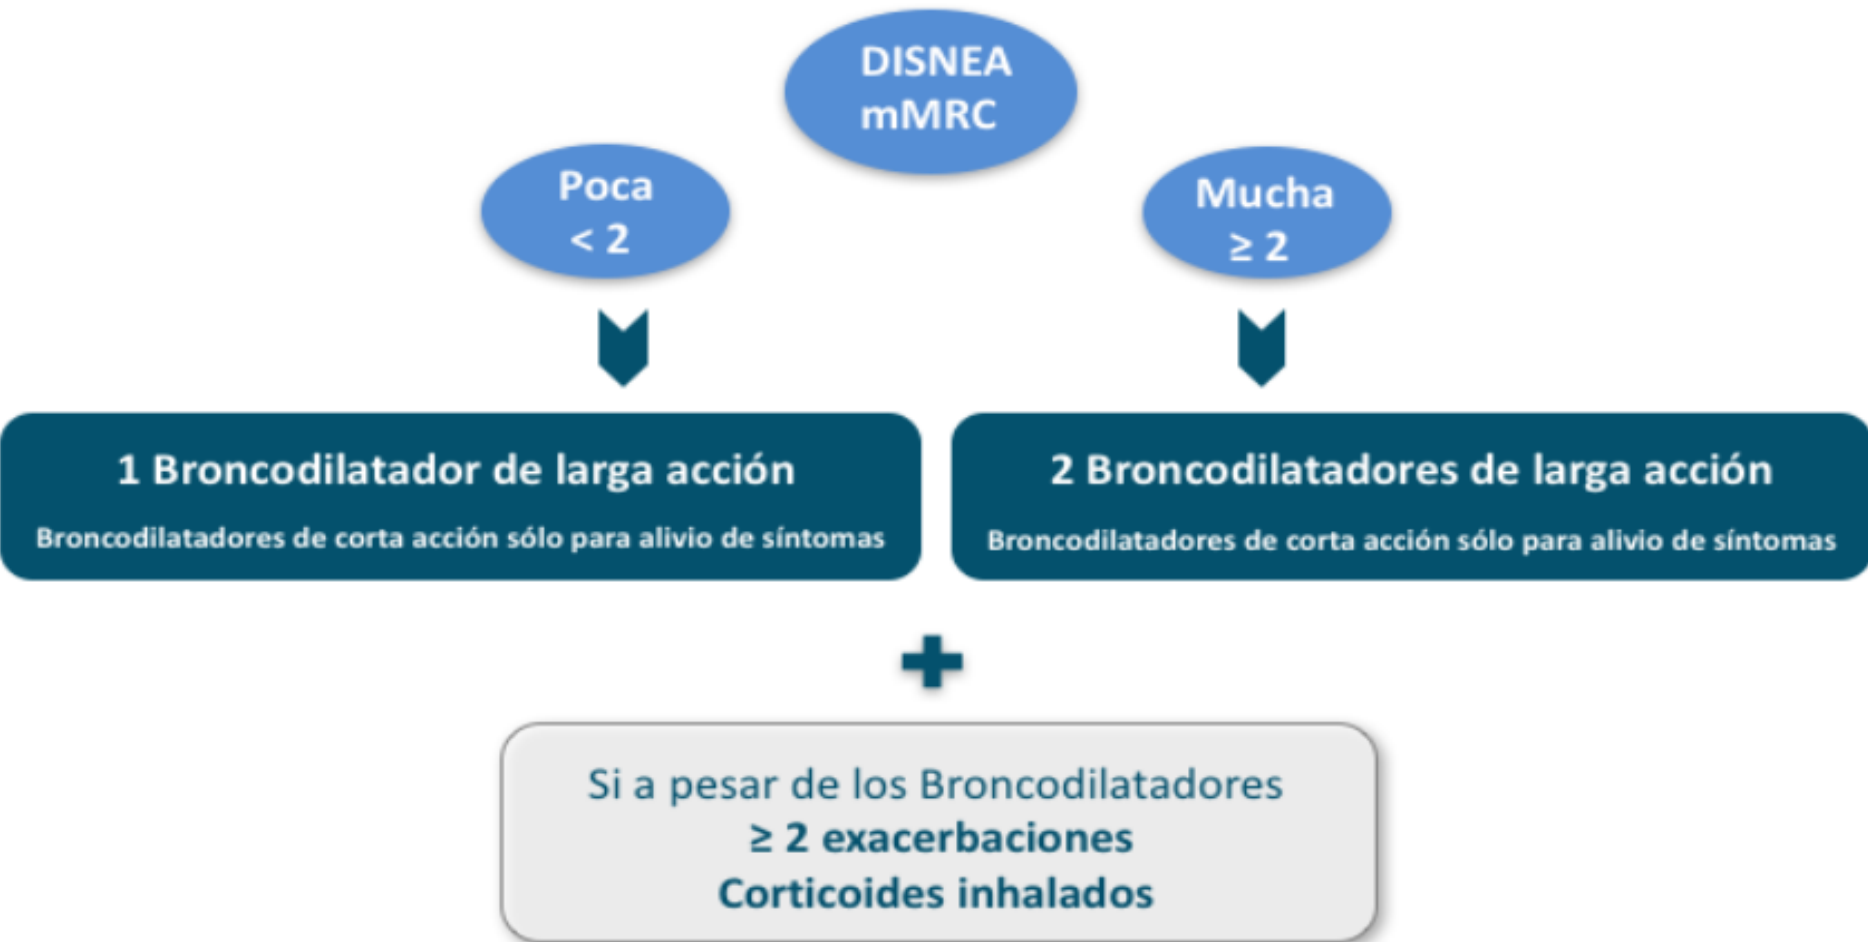 DISNEA
mMRC
Poca
< 2
Mucha
≥ 2
1 Broncodilatador de larga acción
Broncodilatadores de corta acción sólo para alivio de síntomas
2 Broncodilatadores de larga acción
Broncodilatadores de corta acción sólo para alivio de síntomas
Si a pesar de los Broncodilatadores
≥ 2 exacerbaciones
Corticoides inhalados